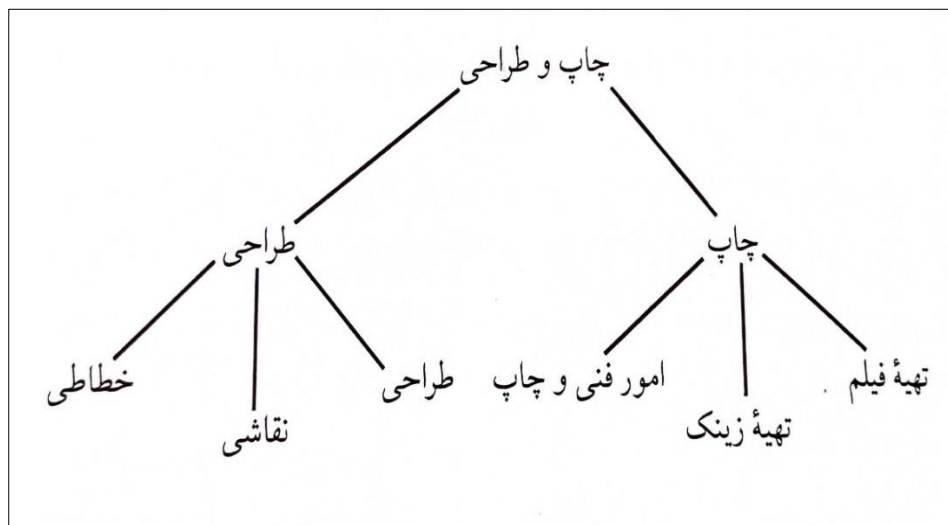 چاپ و طراحی
چاپ
طراحی
تهیهٔ فیلم
تهیهٔ زینک
امور فنی و چاپ
طراحی
نقاشی
خطاطی